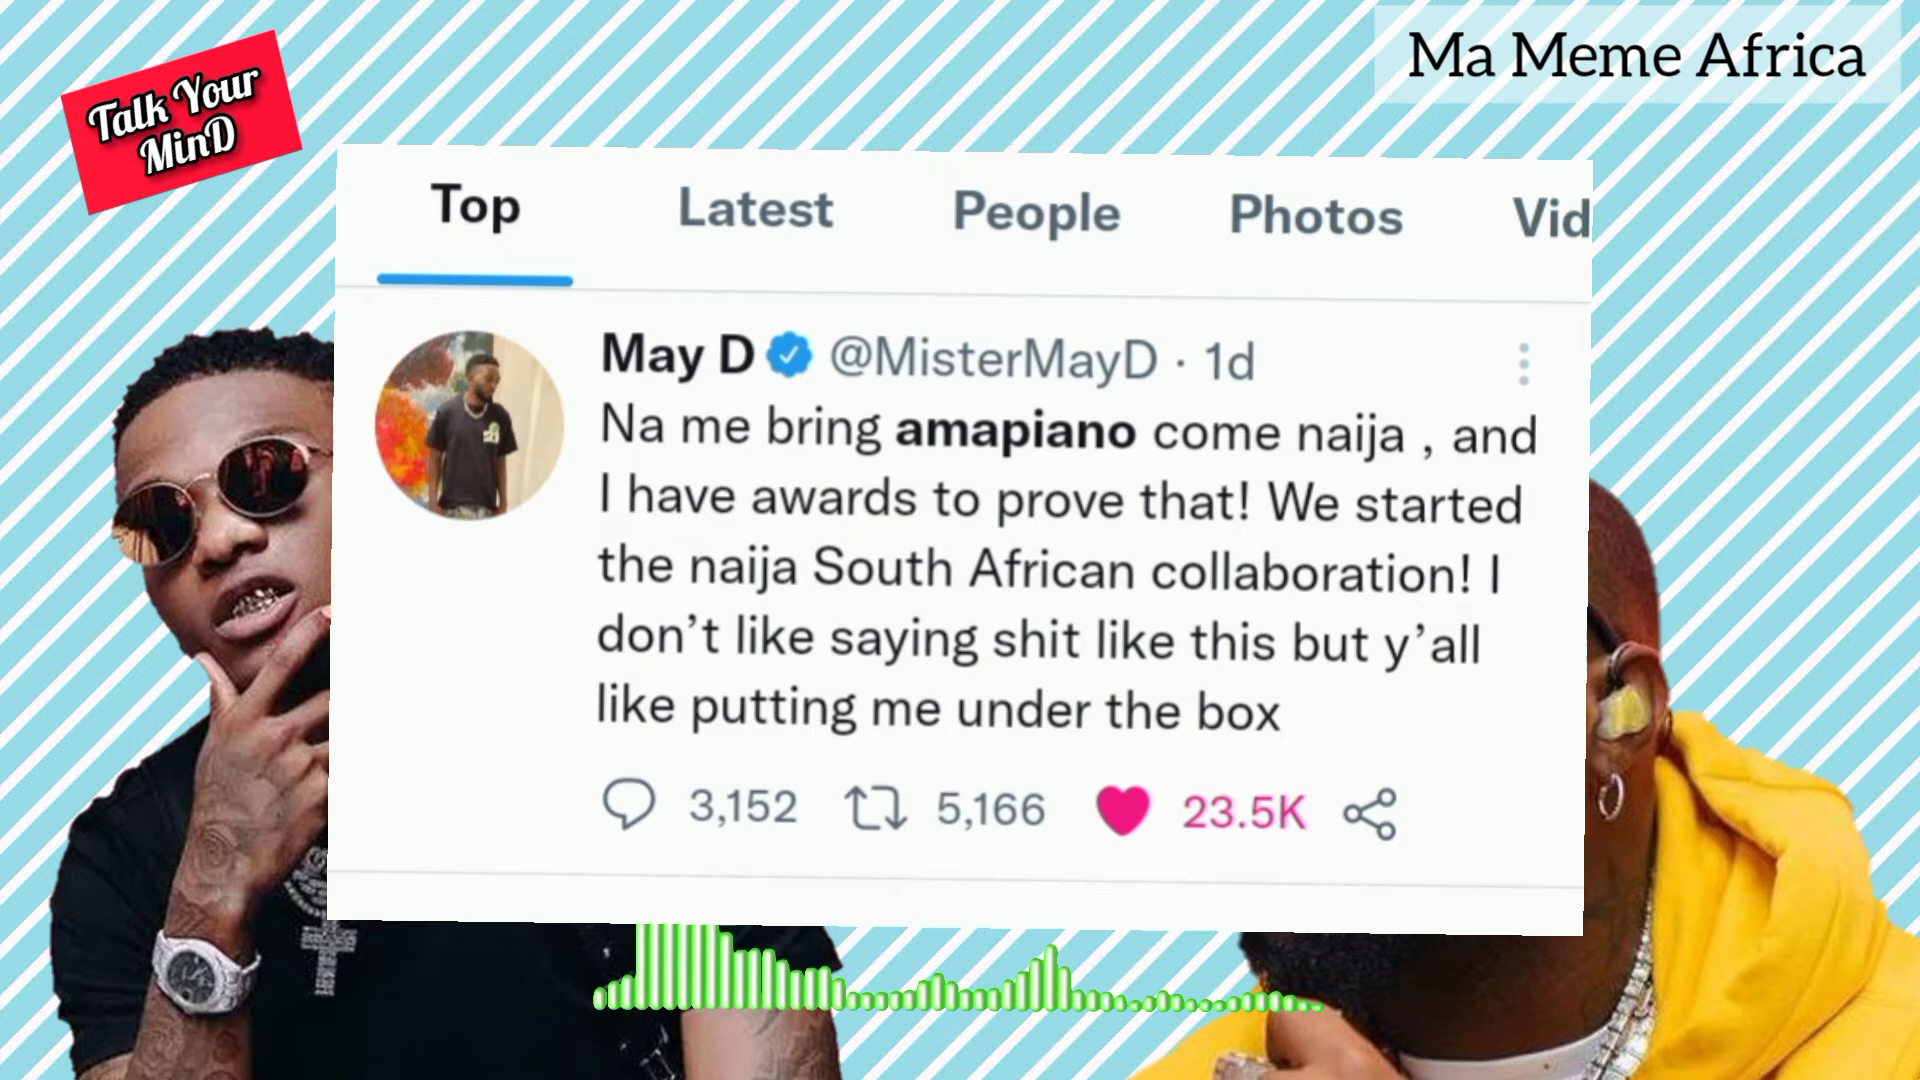 Talk Your
MinD
Ma Meme Africa
Top Latest People Photos Vid
May D @MisterMayD · 1d
Na me bring amapiano come naija , and
I have awards to prove that! We started
the naija South African collaboration! I
don’t like saying shit like this but y’all
like putting me under the box
3,152 5,166 23.5K